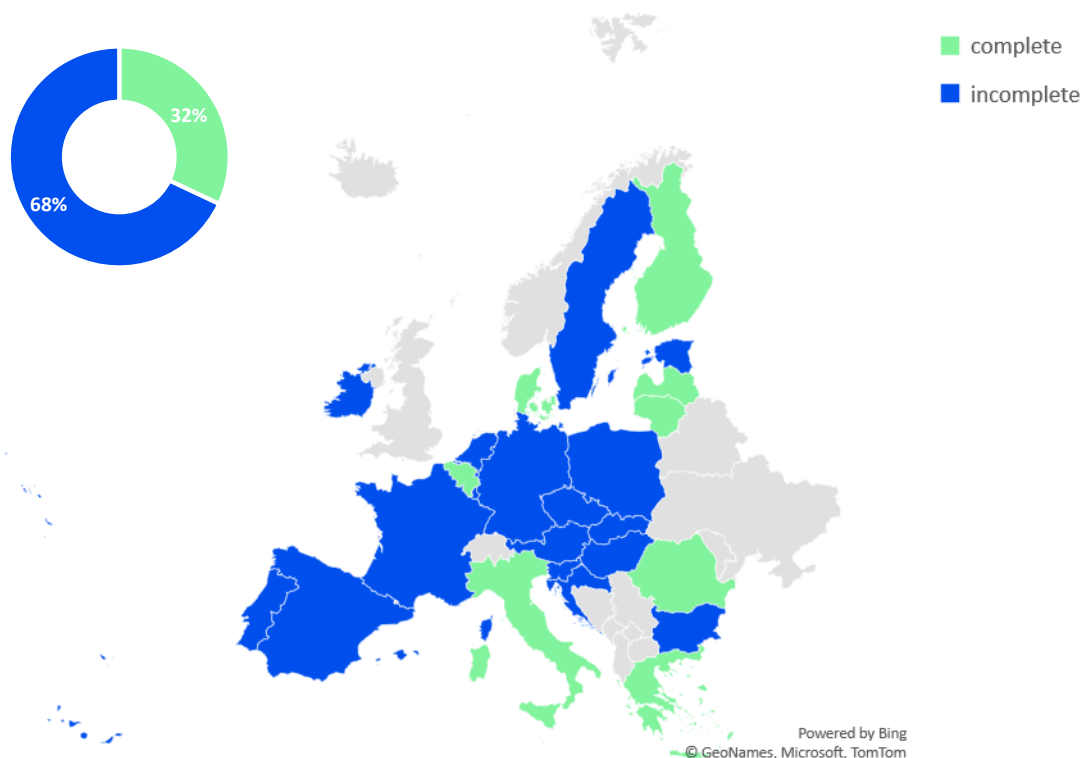 complete
incomplete
32%
68%
Powered by Bing
© GeoNames, Microsoft, TomTom